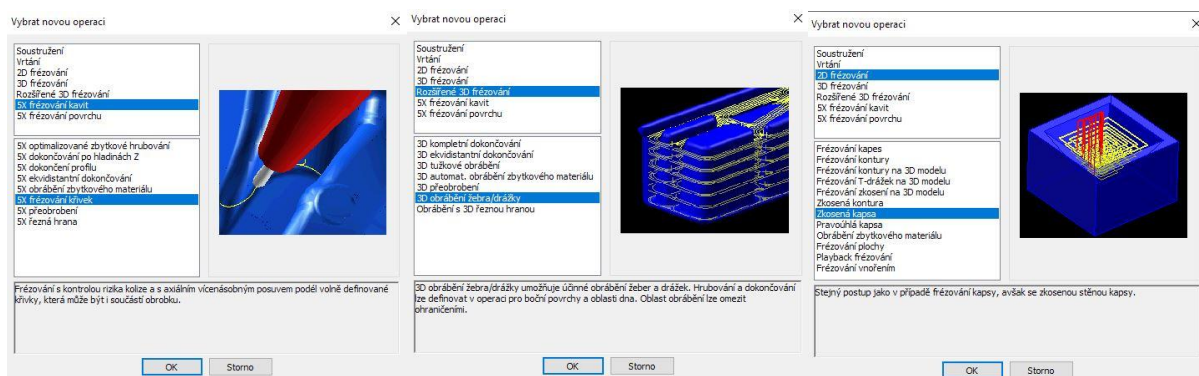 Vybrat novou operaci
Soustružení
Vrtání
2D frézování
3D frézování
Rozšířené 3D frézování
5X frézování kavit
5X frézování povrchu
5X optimalizované zbytkové hrubování
5X dokončování po hladinách Z
5X dokončení profilu
5X ekvidistantní dokončování
5X obrábění zbytkového materiálu
5X frézování křivek
5X přeobrobení
5X řezná hrana
Frézování s kontrolou rizika kolize a s axiálním vícenásobným posuvem podél volně definované
křivky, která může být i součástí obrobku.
OK
Storno
Vybrat novou operaci
Soustružení
Vrtání
2D frézování
3D frézování
Rozšířené 3D frézování
5X frézování kavit
5X frézování povrchu
3D kompletní dokončování
3D ekvidistantní dokončování
3D tužkové obrábění
3D automat. obrábění zbytkového materiálu
3D přeobrobení
3D obrábění žebra/drážky
Obrábění s 3D řeznou hranou
3D obrábění žebra/drážky umožňuje účinné obrábění žeber a drážek. Hrubování a dokončování
lze definovat v operaci pro boční povrchy a oblasti dna. Oblast obrábění lze omezit
ohraničeními.
OK
Storno
Vybrat novou operaci
Soustružení
Vrtání
2D frézování
3D frézování
Rozšířené 3D frézování
5X frézování kavit
5X frézování povrchu
Frézování kapes
Frézování kontury
Frézování kontury na 3D modelu
Frézování T-drážek na 3D modelu
Frézování zkosení na 3D modelu
Zkosená kontura
Zkosená kapsa
Pravoúhlá kapsa
Obrábění zbytkového materiálu
Frézování plochy
Playback frézování
Frézování vnořením
Stejný postup jako v případě frézování kapsy, avšak se zkosenou stěnou kapsy.
OK
Storno